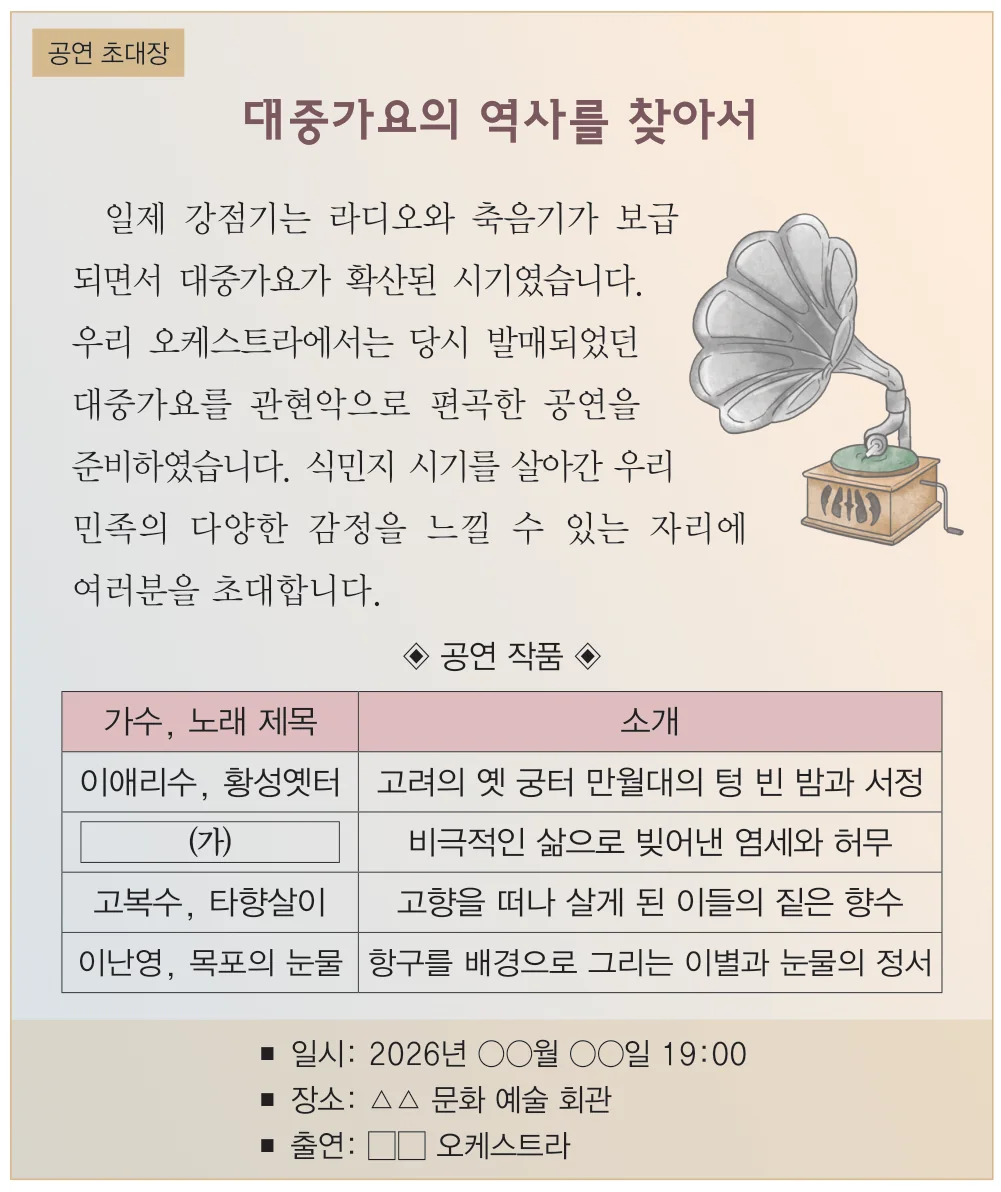 공연 초대장
대중가요의 역사를 찾아서
일제 강점기는 라디오와 축음기가 보급
되면서 대중가요가 확산된 시기였습니다.
우리 오케스트라에서는 당시 발매되었던
대중가요를 관현악으로 편곡한 공연을
준비하였습니다. 식민지 시기를 살아간 우리
민족의 다양한 감정을 느낄 수 있는 자리에
여러분을 초대합니다.
◈ 공연 작품 ◈
가수, 노래 제목 소개
이애리수, 황성옛터 고려의 옛 궁터 만월대의 텅 빈 밤과 서정
(가) 비극적인 삶으로 빚어낸 염세와 허무
고복수, 타향살이 고향을 떠나 살게 된 이들의 짙은 향수
이난영, 목포의 눈물 항구를 배경으로 그리는 이별과 눈물의 정서
■ 일시: 2026년 ○○월 ○○일 19:00
■ 장소: △△ 문화 예술 회관
■ 출연: □□ 오케스트라